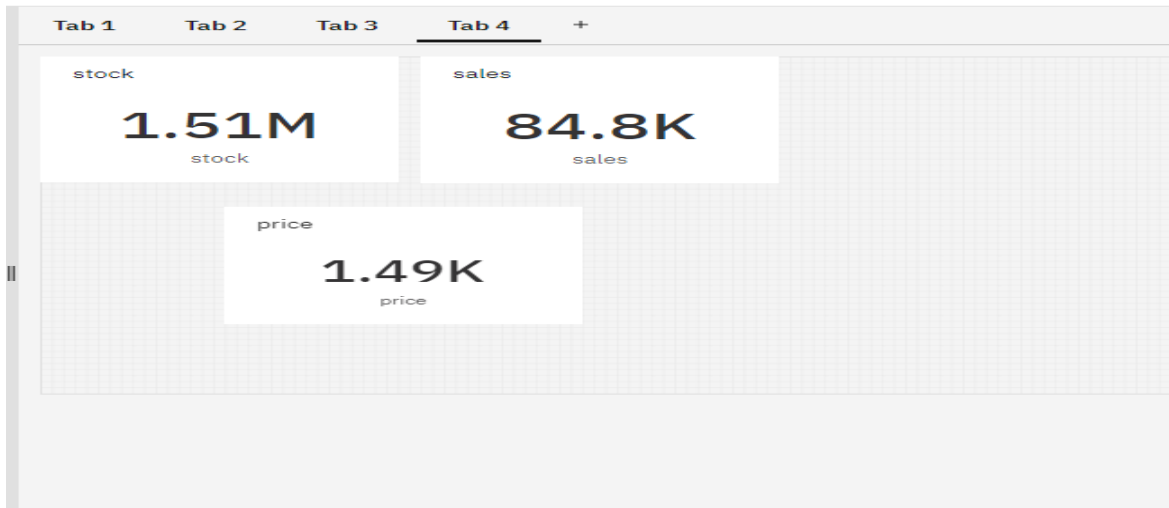 Tab 1 Tab 2 Tab 3 Tab 4 +
stock
1.51M
stock
sales
84.8K
sales
price
1.49K
price